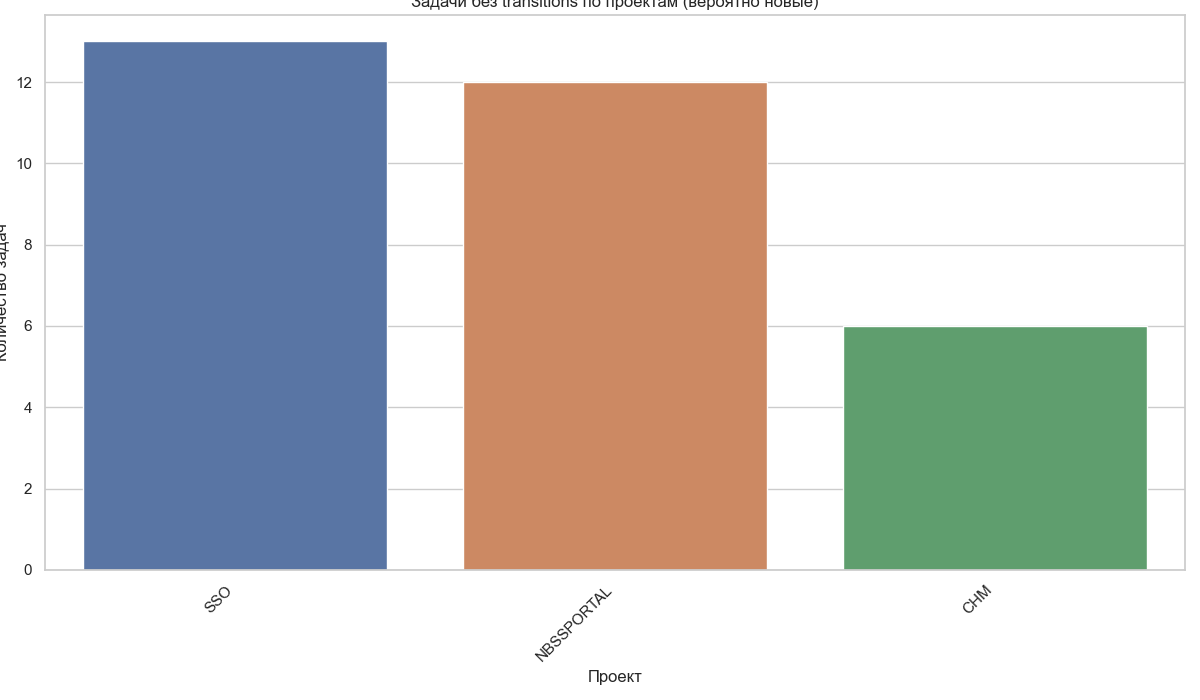 Задачи без transitions по проектам (вероятно новые)
Количество задач
12
10
8
6
4
2
0
SSO
NBSSPORTAL
CHM
Проект